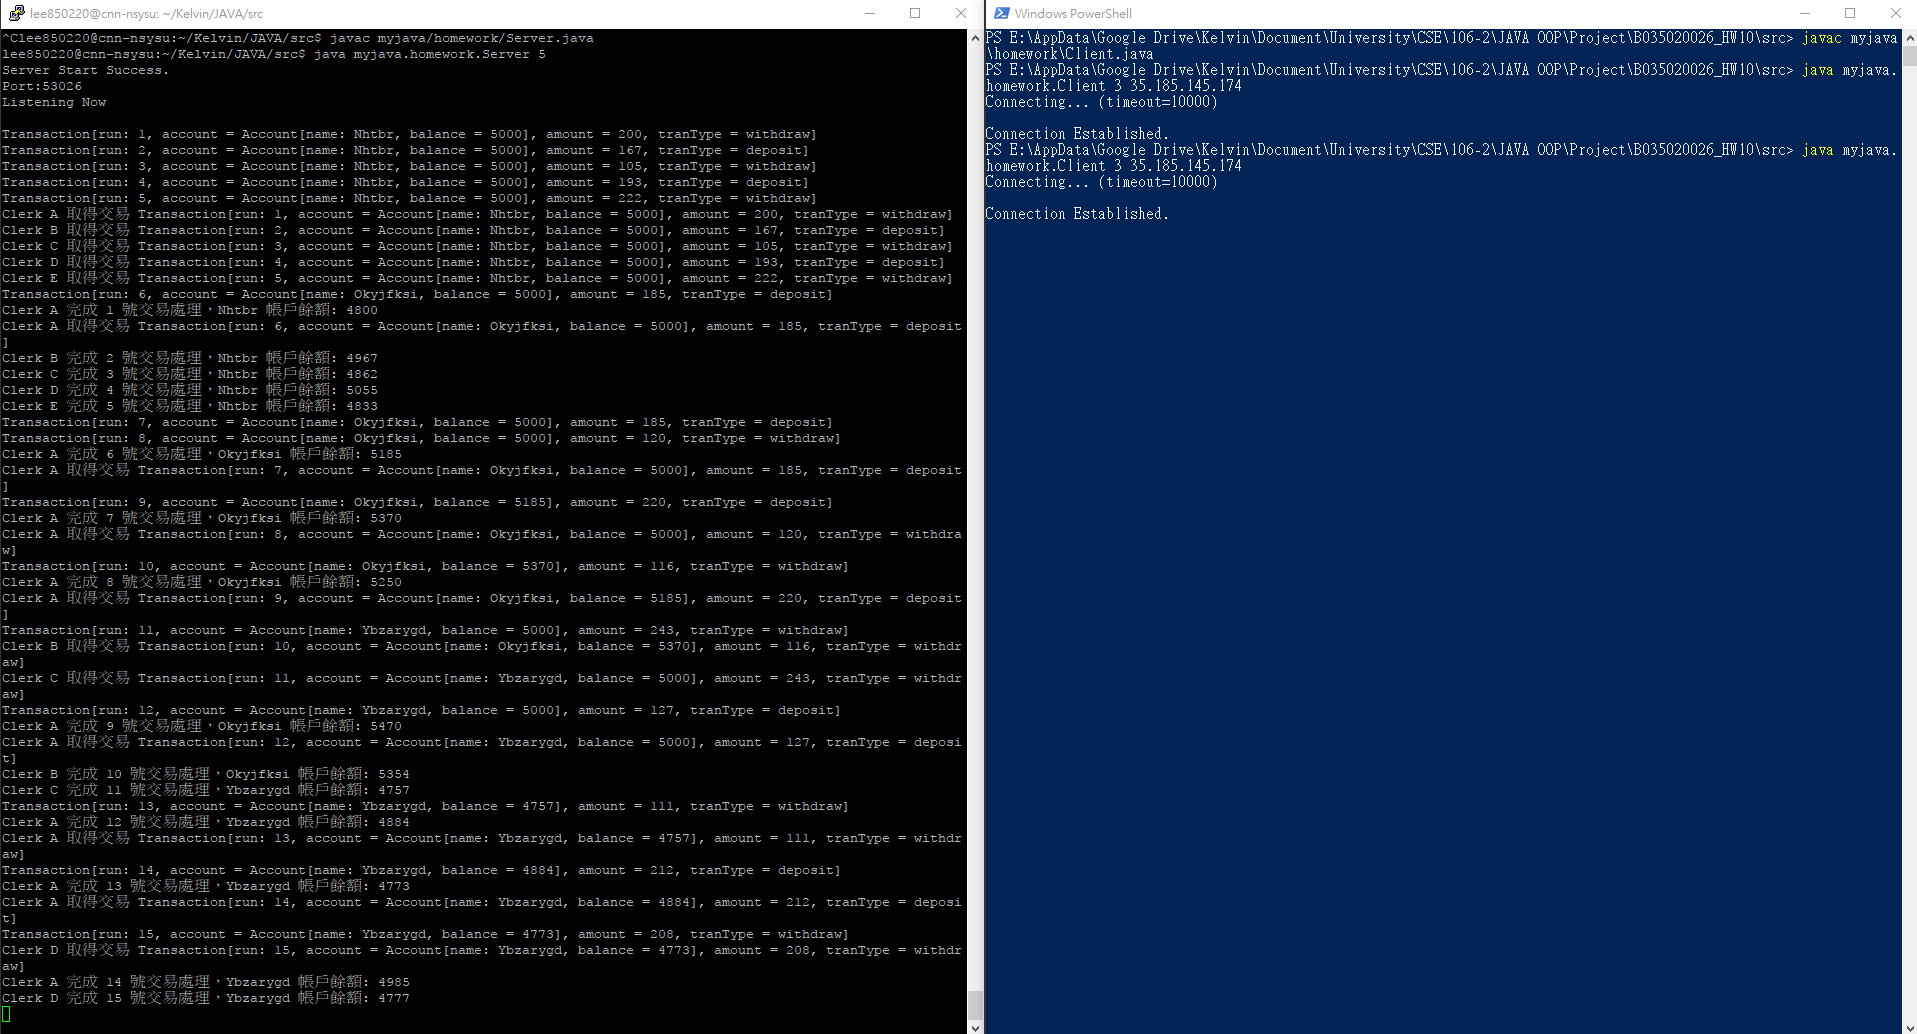 lee850220@cnn-nsysu: ~/Kelvin/JAVA/src
^Clee850220@cnn-nsysu:~/Kelvin/JAVA/src$ javac myjava/homework/Server.java
lee850220@cnn-nsysu:~/Kelvin/JAVA/src$ java myjava.homework.Server 5
Server Start Success.
Port:53026
Listening Now
Transaction[run: 1, account = Account[name: Nhtbr, balance = 5000], amount = 200, tranType = withdraw]
Transaction[run: 2, account = Account[name: Nhtbr, balance = 5000], amount = 167, tranType = deposit]
Transaction[run: 3, account = Account[name: Nhtbr, balance = 5000], amount = 105, tranType = withdraw]
Transaction[run: 4, account = Account[name: Nhtbr, balance = 5000], amount = 193, tranType = deposit]
Transaction[run: 5, account = Account[name: Nhtbr, balance = 5000], amount = 222, tranType = withdraw]
Clerk A 取得交易 Transaction[run: 1, account = Account[name: Nhtbr, balance = 5000], amount = 200, tranType = withdraw]
Clerk B 取得交易 Transaction[run: 2, account = Account[name: Nhtbr, balance = 5000], amount = 167, tranType = deposit]
Clerk C 取得交易 Transaction[run: 3, account = Account[name: Nhtbr, balance = 5000], amount = 105, tranType = withdraw]
Clerk D 取得交易 Transaction[run: 4, account = Account[name: Nhtbr, balance = 5000], amount = 193, tranType = deposit]
Clerk E 取得交易 Transaction[run: 5, account = Account[name: Nhtbr, balance = 5000], amount = 222, tranType = withdraw]
Transaction[run: 6, account = Account[name: Okyjfksi, balance = 5000], amount = 185, tranType = deposit]
Clerk A 完成 1 號交易處理，Nhtbr 帳戶餘額: 4800
Clerk A 取得交易 Transaction[run: 6, account = Account[name: Okyjfksi, balance = 5000], amount = 185, tranType = deposit
]
Clerk B 完成 2 號交易處理，Nhtbr 帳戶餘額: 4967
Clerk C 完成 3 號交易處理，Nhtbr 帳戶餘額: 4862
Clerk D 完成 4 號交易處理，Nhtbr 帳戶餘額: 5055
Clerk E 完成 5 號交易處理，Nhtbr 帳戶餘額: 4833
Transaction[run: 7, account = Account[name: Okyjfksi, balance = 5000], amount = 185, tranType = deposit]
Transaction[run: 8, account = Account[name: Okyjfksi, balance = 5000], amount = 120, tranType = withdraw]
Clerk A 完成 6 號交易處理，Okyjfksi 帳戶餘額: 5185
Clerk A 取得交易 Transaction[run: 7, account = Account[name: Okyjfksi, balance = 5000], amount = 185, tranType = deposit
]
Transaction[run: 9, account = Account[name: Okyjfksi, balance = 5185], amount = 220, tranType = deposit]
Clerk A 完成 7 號交易處理，Okyjfksi 帳戶餘額: 5370
Clerk A 取得交易 Transaction[run: 8, account = Account[name: Okyjfksi, balance = 5000], amount = 120, tranType = withdra
w]
Transaction[run: 10, account = Account[name: Okyjfksi, balance = 5370], amount = 116, tranType = withdraw]
Clerk A 完成 8 號交易處理，Okyjfksi 帳戶餘額: 5250
Clerk A 取得交易 Transaction[run: 9, account = Account[name: Okyjfksi, balance = 5185], amount = 220, tranType = deposit
]
Transaction[run: 11, account = Account[name: Ybzarygd, balance = 5000], amount = 243, tranType = withdraw]
Clerk B 取得交易 Transaction[run: 10, account = Account[name: Okyjfksi, balance = 5370], amount = 116, tranType = withdr
aw]
Clerk C 取得交易 Transaction[run: 11, account = Account[name: Ybzarygd, balance = 5000], amount = 243, tranType = withdr
aw]
Transaction[run: 12, account = Account[name: Ybzarygd, balance = 5000], amount = 127, tranType = deposit]
Clerk A 完成 9 號交易處理，Okyjfksi 帳戶餘額: 5470
Clerk A 取得交易 Transaction[run: 12, account = Account[name: Ybzarygd, balance = 5000], amount = 127, tranType = deposi
t]
Clerk B 完成 10 號交易處理，Okyjfksi 帳戶餘額: 5354
Clerk C 完成 11 號交易處理，Ybzarygd 帳戶餘額: 4757
Transaction[run: 13, account = Account[name: Ybzarygd, balance = 4757], amount = 111, tranType = withdraw]
Clerk A 完成 12 號交易處理，Ybzarygd 帳戶餘額: 4884
Clerk A 取得交易 Transaction[run: 13, account = Account[name: Ybzarygd, balance = 4757], amount = 111, tranType = withdr
aw]
Transaction[run: 14, account = Account[name: Ybzarygd, balance = 4884], amount = 212, tranType = deposit]
Clerk A 完成 13 號交易處理，Ybzarygd 帳戶餘額: 4773
Clerk A 取得交易 Transaction[run: 14, account = Account[name: Ybzarygd, balance = 4884], amount = 212, tranType = deposi
t]
Transaction[run: 15, account = Account[name: Ybzarygd, balance = 4773], amount = 208, tranType = withdraw]
Clerk D 取得交易 Transaction[run: 15, account = Account[name: Ybzarygd, balance = 4773], amount = 208, tranType = withdr
aw]
Clerk A 完成 14 號交易處理，Ybzarygd 帳戶餘額: 4985
Clerk D 完成 15 號交易處理，Ybzarygd 帳戶餘額: 4777
Windows PowerShell
PS E:\AppData\Google Drive\Kelvin\Document\University\CSE\106-2\JAVA OOP\Project\B035020026_HW10\src> javac myjava
\homework\Client.java
PS E:\AppData\Google Drive\Kelvin\Document\University\CSE\106-2\JAVA OOP\Project\B035020026_HW10\src> java myjava.
homework.Client 3 35.185.145.174
Connecting... (timeout=10000)
Connection Established.
PS E:\AppData\Google Drive\Kelvin\Document\University\CSE\106-2\JAVA OOP\Project\B035020026_HW10\src> java myjava.
homework.Client 3 35.185.145.174
Connecting... (timeout=10000)
Connection Established.